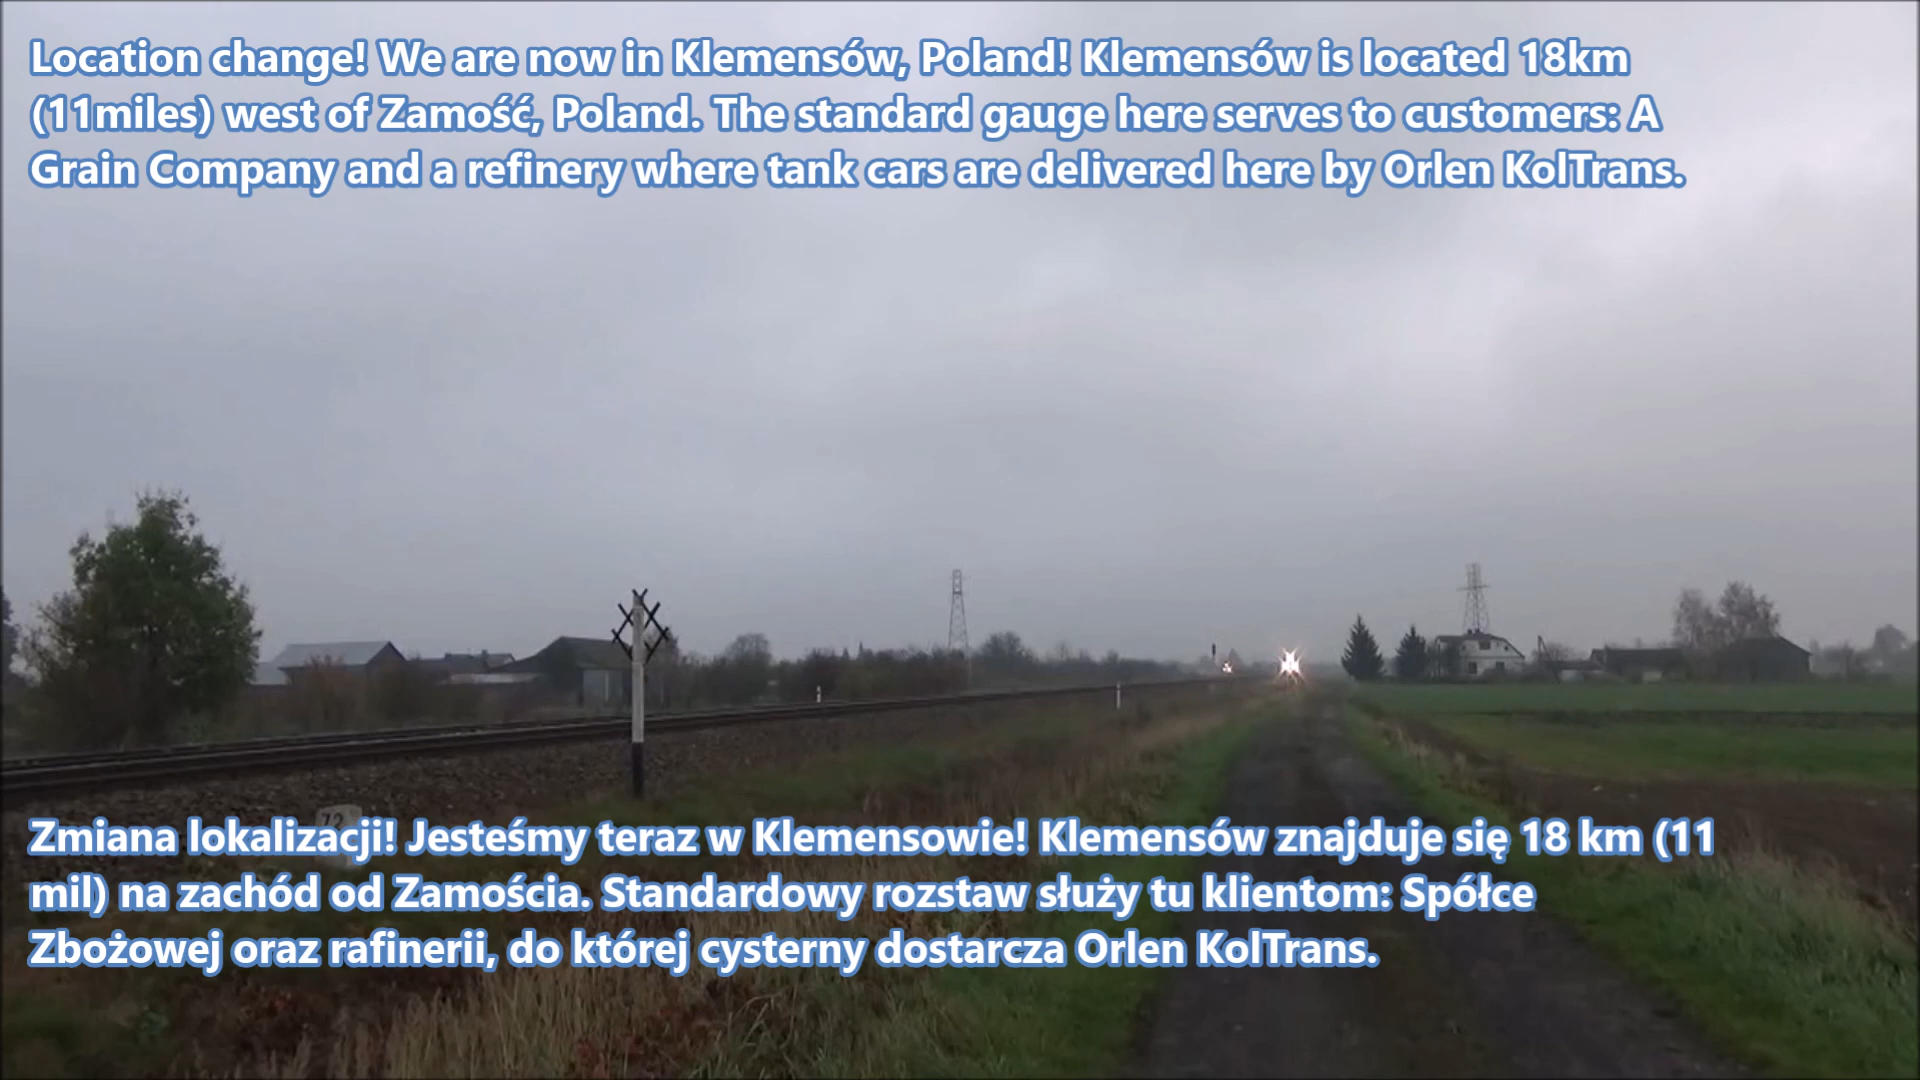 Location change! We are now in Klemensów, Poland! Klemensów is located 18km
(11miles) west of Zamość, Poland. The standard gauge here serves to customers: A
Grain Company and a refinery where tank cars are delivered here by Orlen KolTrans.
72
Zmiana lokalizacji! Jesteśmy teraz w Klemensowie! Klemensów znajduje się 18 km (11
mil) na zachód od Zamościa. Standardowy rozstaw służy tu klientom: Spółce
Zbożowej oraz rafinerii, do której cysterny dostarcza Orlen KolTrans.